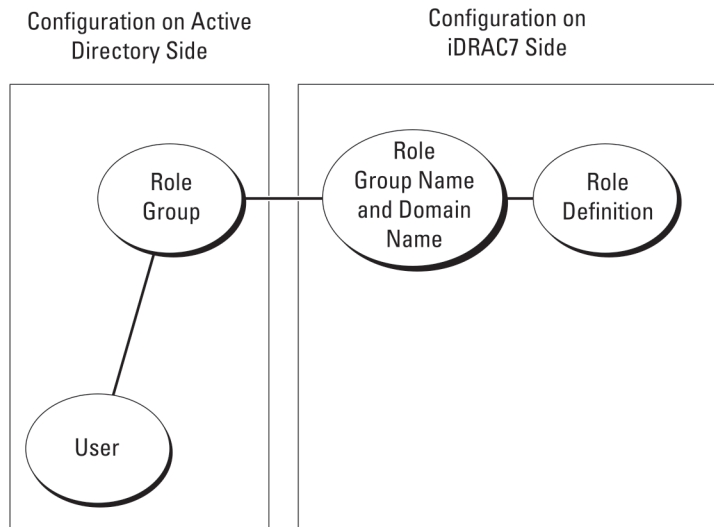 Configuration on Active
Directory Side
Configuration on
iDRAC7 Side
Role
Group
Role
Group Name
and Domain
Name
Role
Definition
User